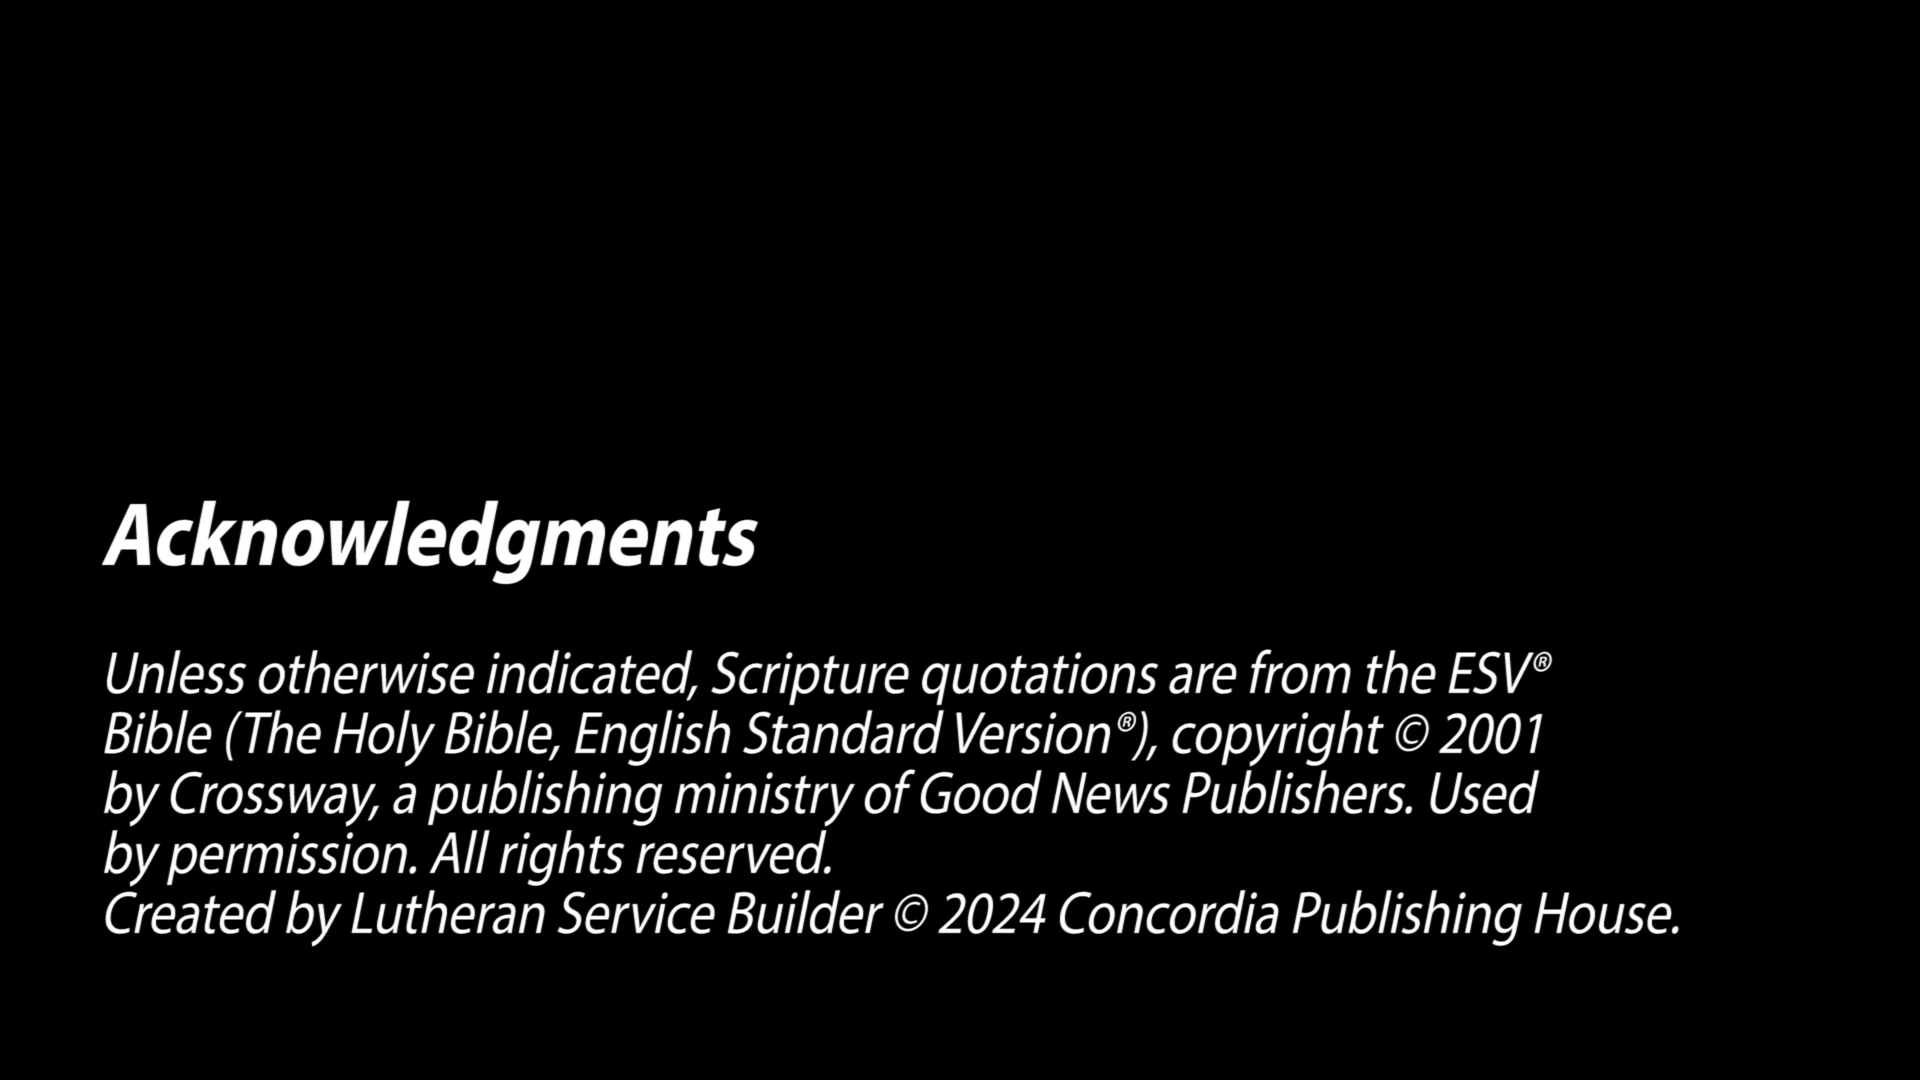 Acknowledgments
Unless otherwise indicated, Scripture quotations are from the ESV®
Bible (The Holy Bible, English Standard Version®), copyright © 2001
by Crossway, a publishing ministry of Good News Publishers. Used
by permission. All rights reserved.
Created by Lutheran Service Builder © 2024 Concordia Publishing House.